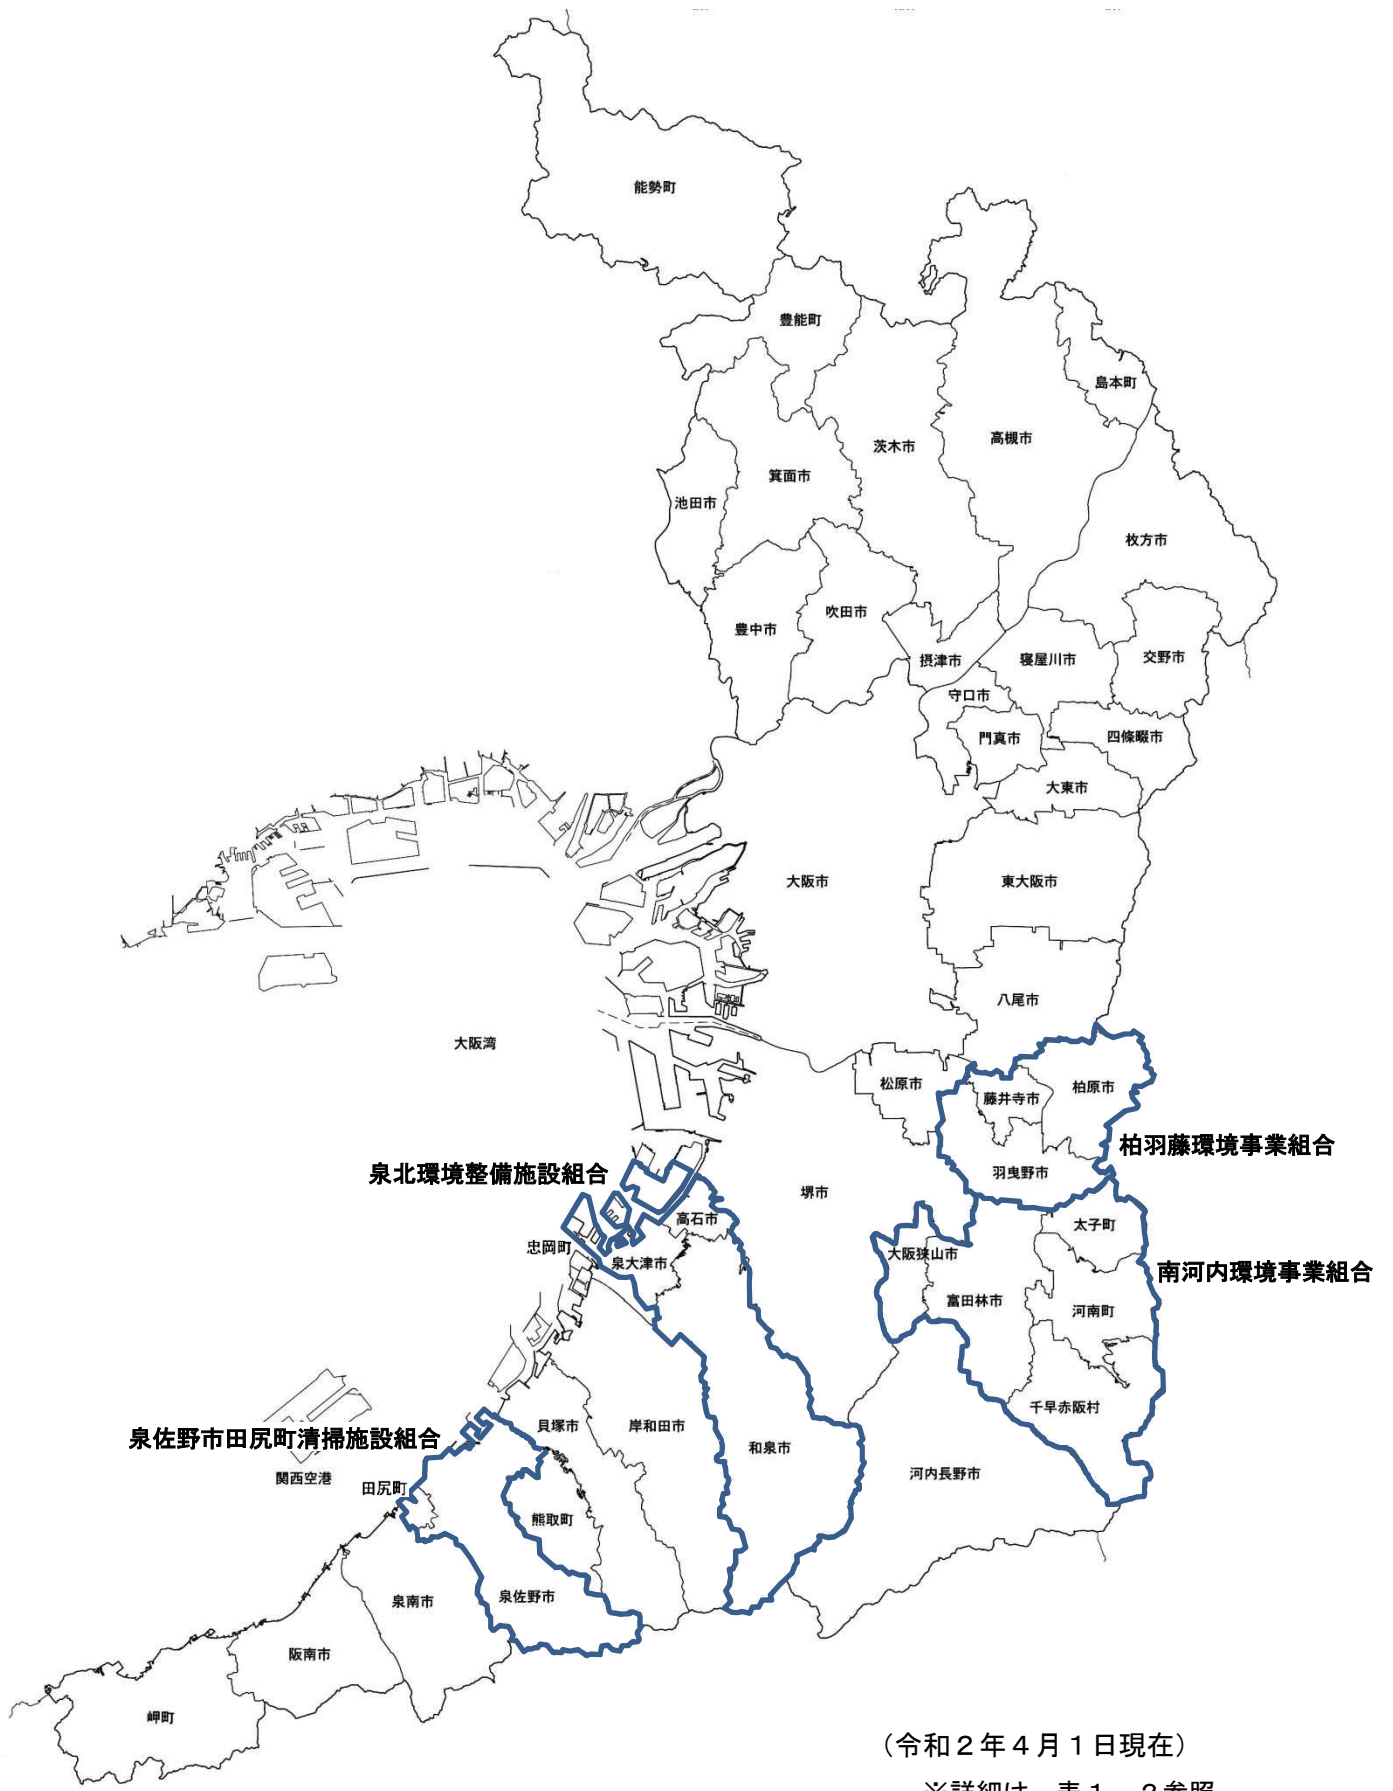 能勢町
豊能町
島本町
高槻市
茨木市
箕面市
池田市
枚方市
吹田市
豊中市
摂津市
寝屋川市
交野市
守口市
門真市
四條畷市
大東市
大阪市
東大阪市
八尾市
大阪湾
松原市
藤井寺市
柏原市
柏羽藤環境事業組合
泉北環境整備施設組合
羽曳野市
堺市
高石市
太子町
忠岡町
泉大津市
大阪狭山市
南河内環境事業組合
富田林市
河南町
千早赤阪村
貝塚市
岸和田市
和泉市
泉佐野市田尻町清掃施設組合
関西空港
田尻町
河内長野市
熊取町
泉南市
泉佐野市
阪南市
岬町
（令和２年４月１日現在）